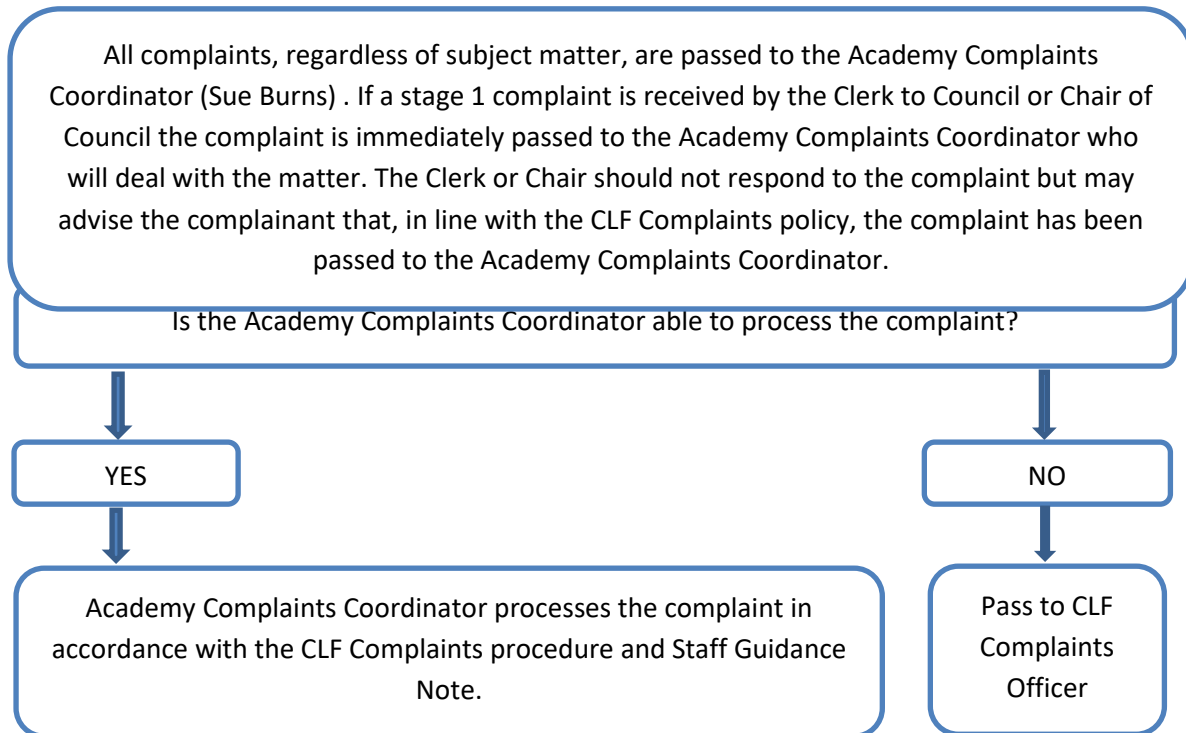 All complaints, regardless of subject matter, are passed to the Academy Complaints
Coordinator (Sue Burns) . If a stage 1 complaint is received by the Clerk to Council or Chair of
Council the complaint is immediately passed to the Academy Complaints Coordinator who
will deal with the matter. The Clerk or Chair should not respond to the complaint but may
advise the complainant that, in line with the CLF Complaints policy, the complaint has been
passed to the Academy Complaints Coordinator.
Is the Academy Complaints Coordinator able to process the complaint?
YES
NO
Academy Complaints Coordinator processes the complaint in
accordance with the CLF Complaints procedure and Staff Guidance
Note.
Pass to CLF
Complaints
Officer